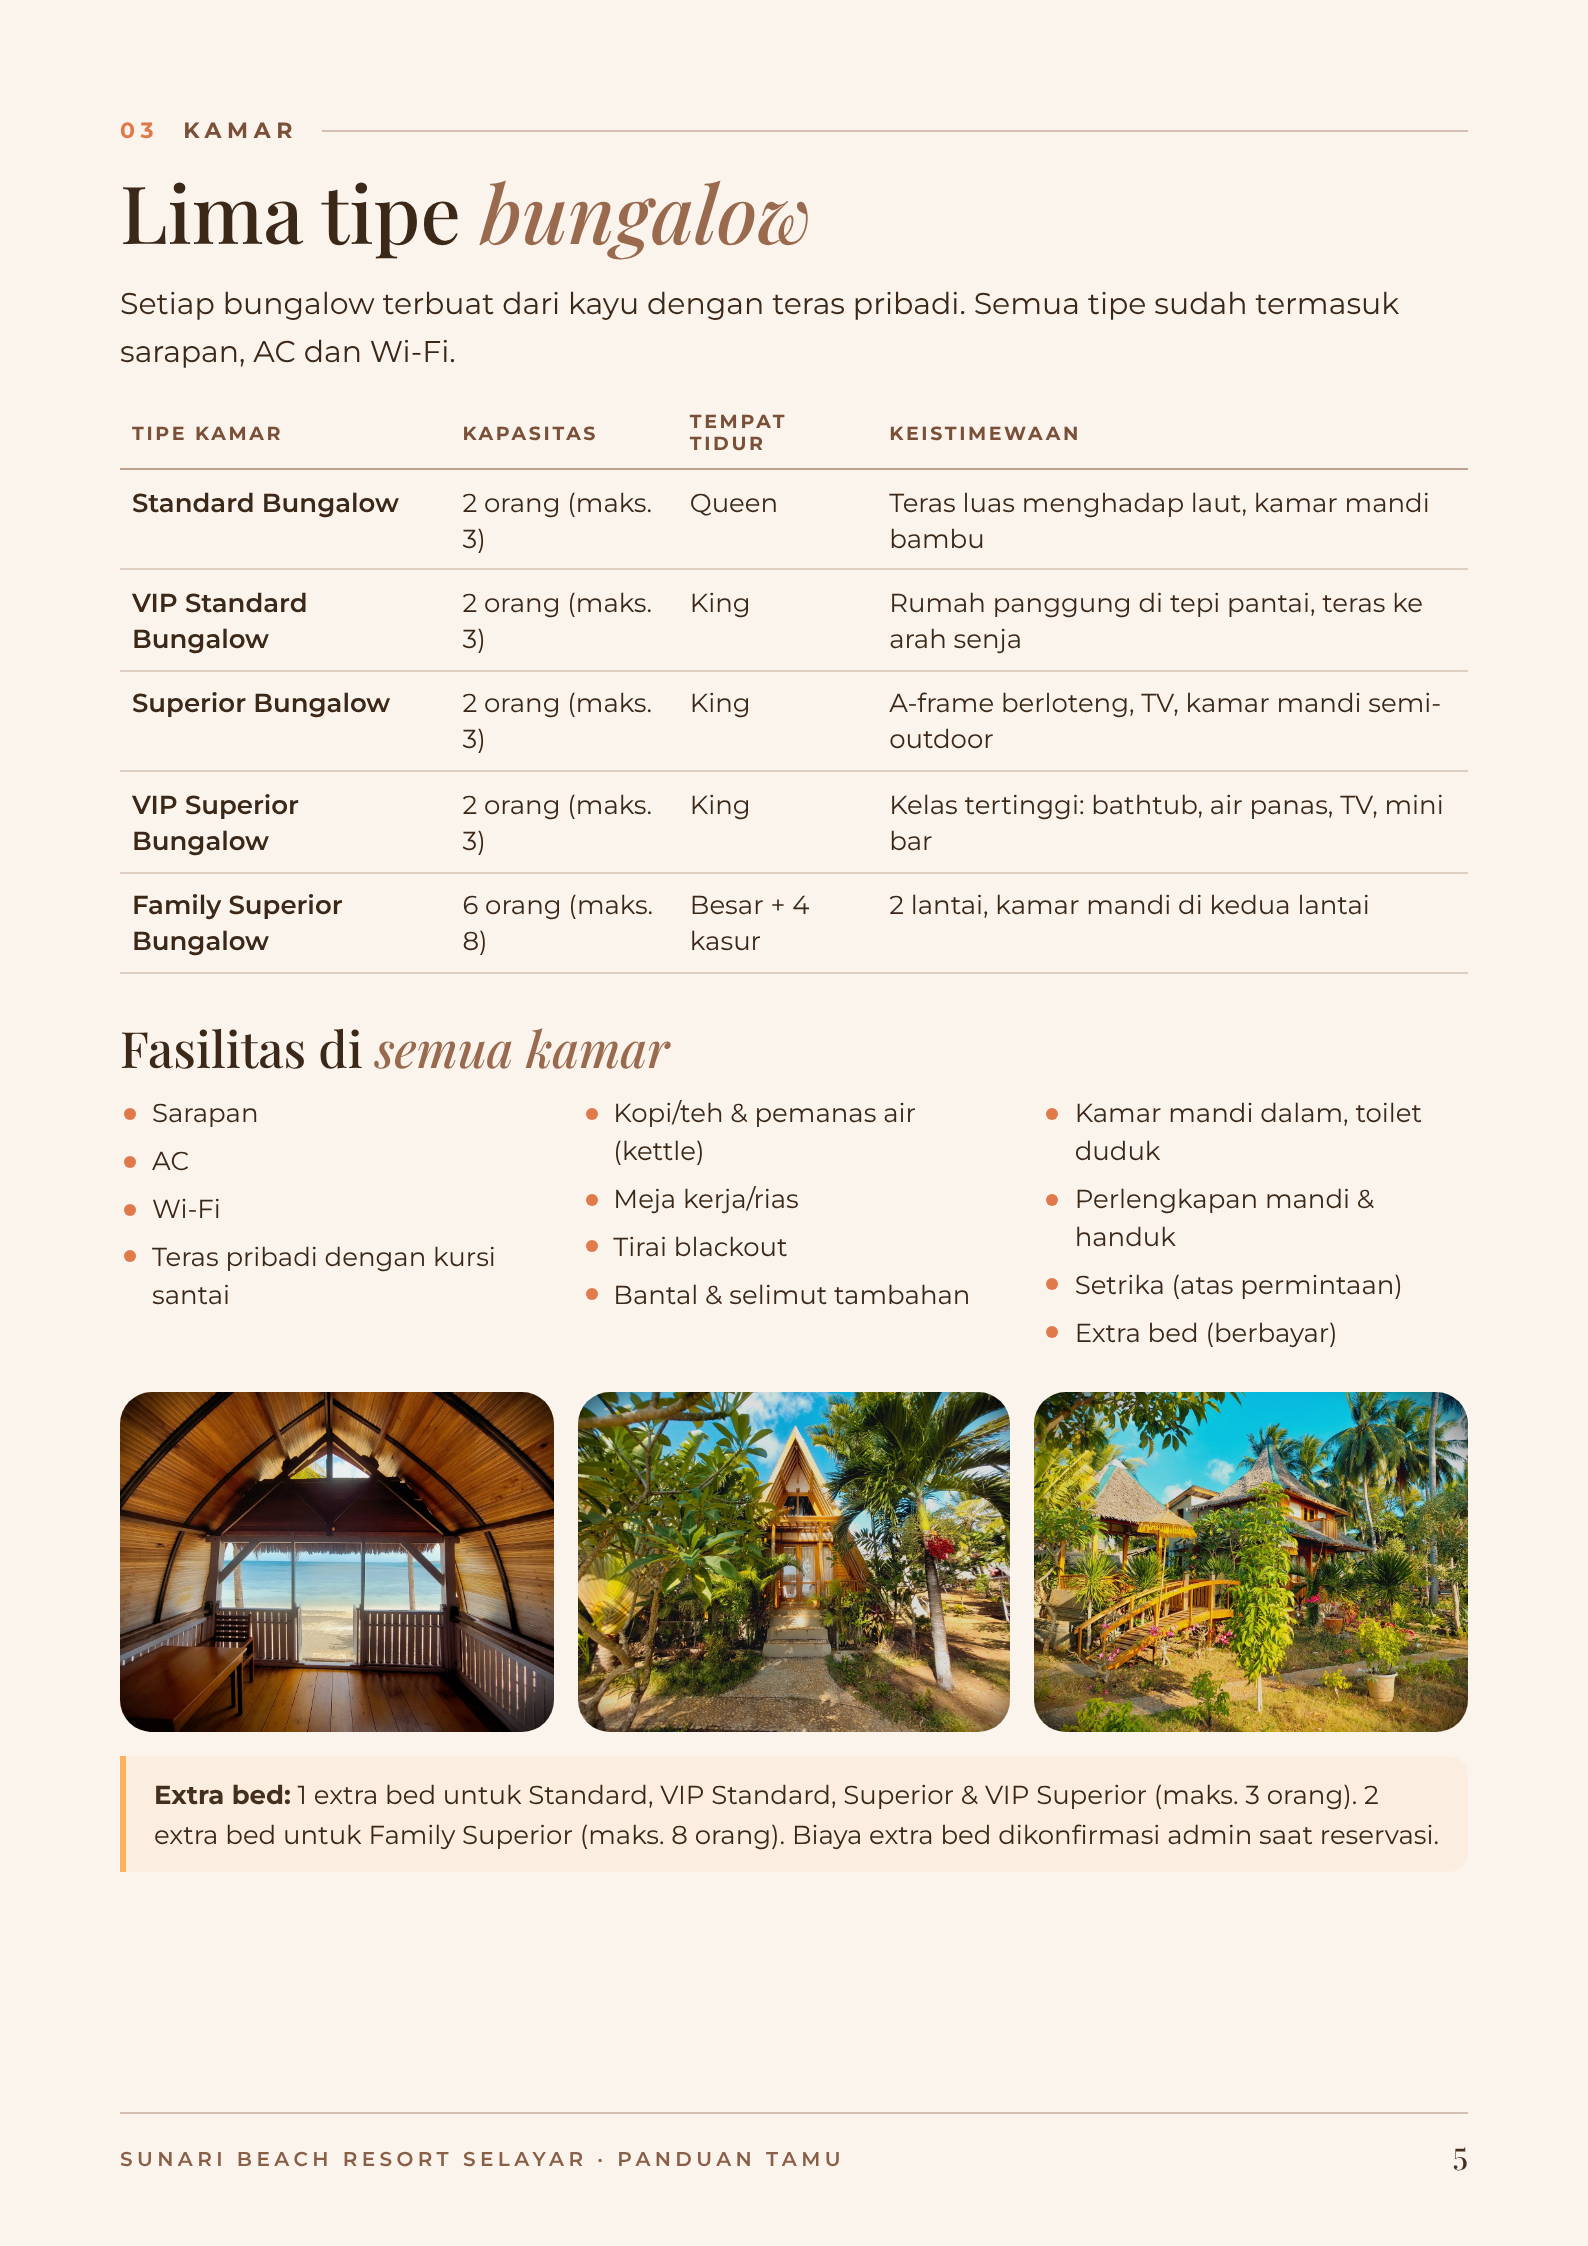 03 KAMAR
Lima tipe bungalow
Setiap bungalow terbuat dari kayu dengan teras pribadi. Semua tipe sudah termasuk
sarapan, AC dan Wi-Fi.
TIPE KAMAR KAPASITAS TEMPAT TIDUR KEISTIMEWAAN
Standard Bungalow 2 orang (maks. 3) Queen Teras luas menghadap laut, kamar mandi bambu
VIP Standard Bungalow 2 orang (maks. 3) King Rumah panggung di tepi pantai, teras ke arah senja
Superior Bungalow 2 orang (maks. 3) King A-frame berloteng, TV, kamar mandi semi-outdoor
VIP Superior Bungalow 2 orang (maks. 3) King Kelas tertinggi: bathtub, air panas, TV, mini bar
Family Superior Bungalow 6 orang (maks. 8) Besar + 4 kasur 2 lantai, kamar mandi di kedua lantai
Fasilitas di semua kamar
Sarapan
AC
Wi-Fi
Teras pribadi dengan kursi
santai
Kopi/teh & pemanas air
(kettle)
Meja kerja/rias
Tirai blackout
Bantal & selimut tambahan
Kamar mandi dalam, toilet
duduk
Perlengkapan mandi &
handuk
Setrika (atas permintaan)
Extra bed (berbayar)
Extra bed: 1 extra bed untuk Standard, VIP Standard, Superior & VIP Superior (maks. 3 orang). 2
extra bed untuk Family Superior (maks. 8 orang). Biaya extra bed dikonfirmasi admin saat reservasi.
SUNARI BEACH RESORT SELAYAR · PANDUAN TAMU 5